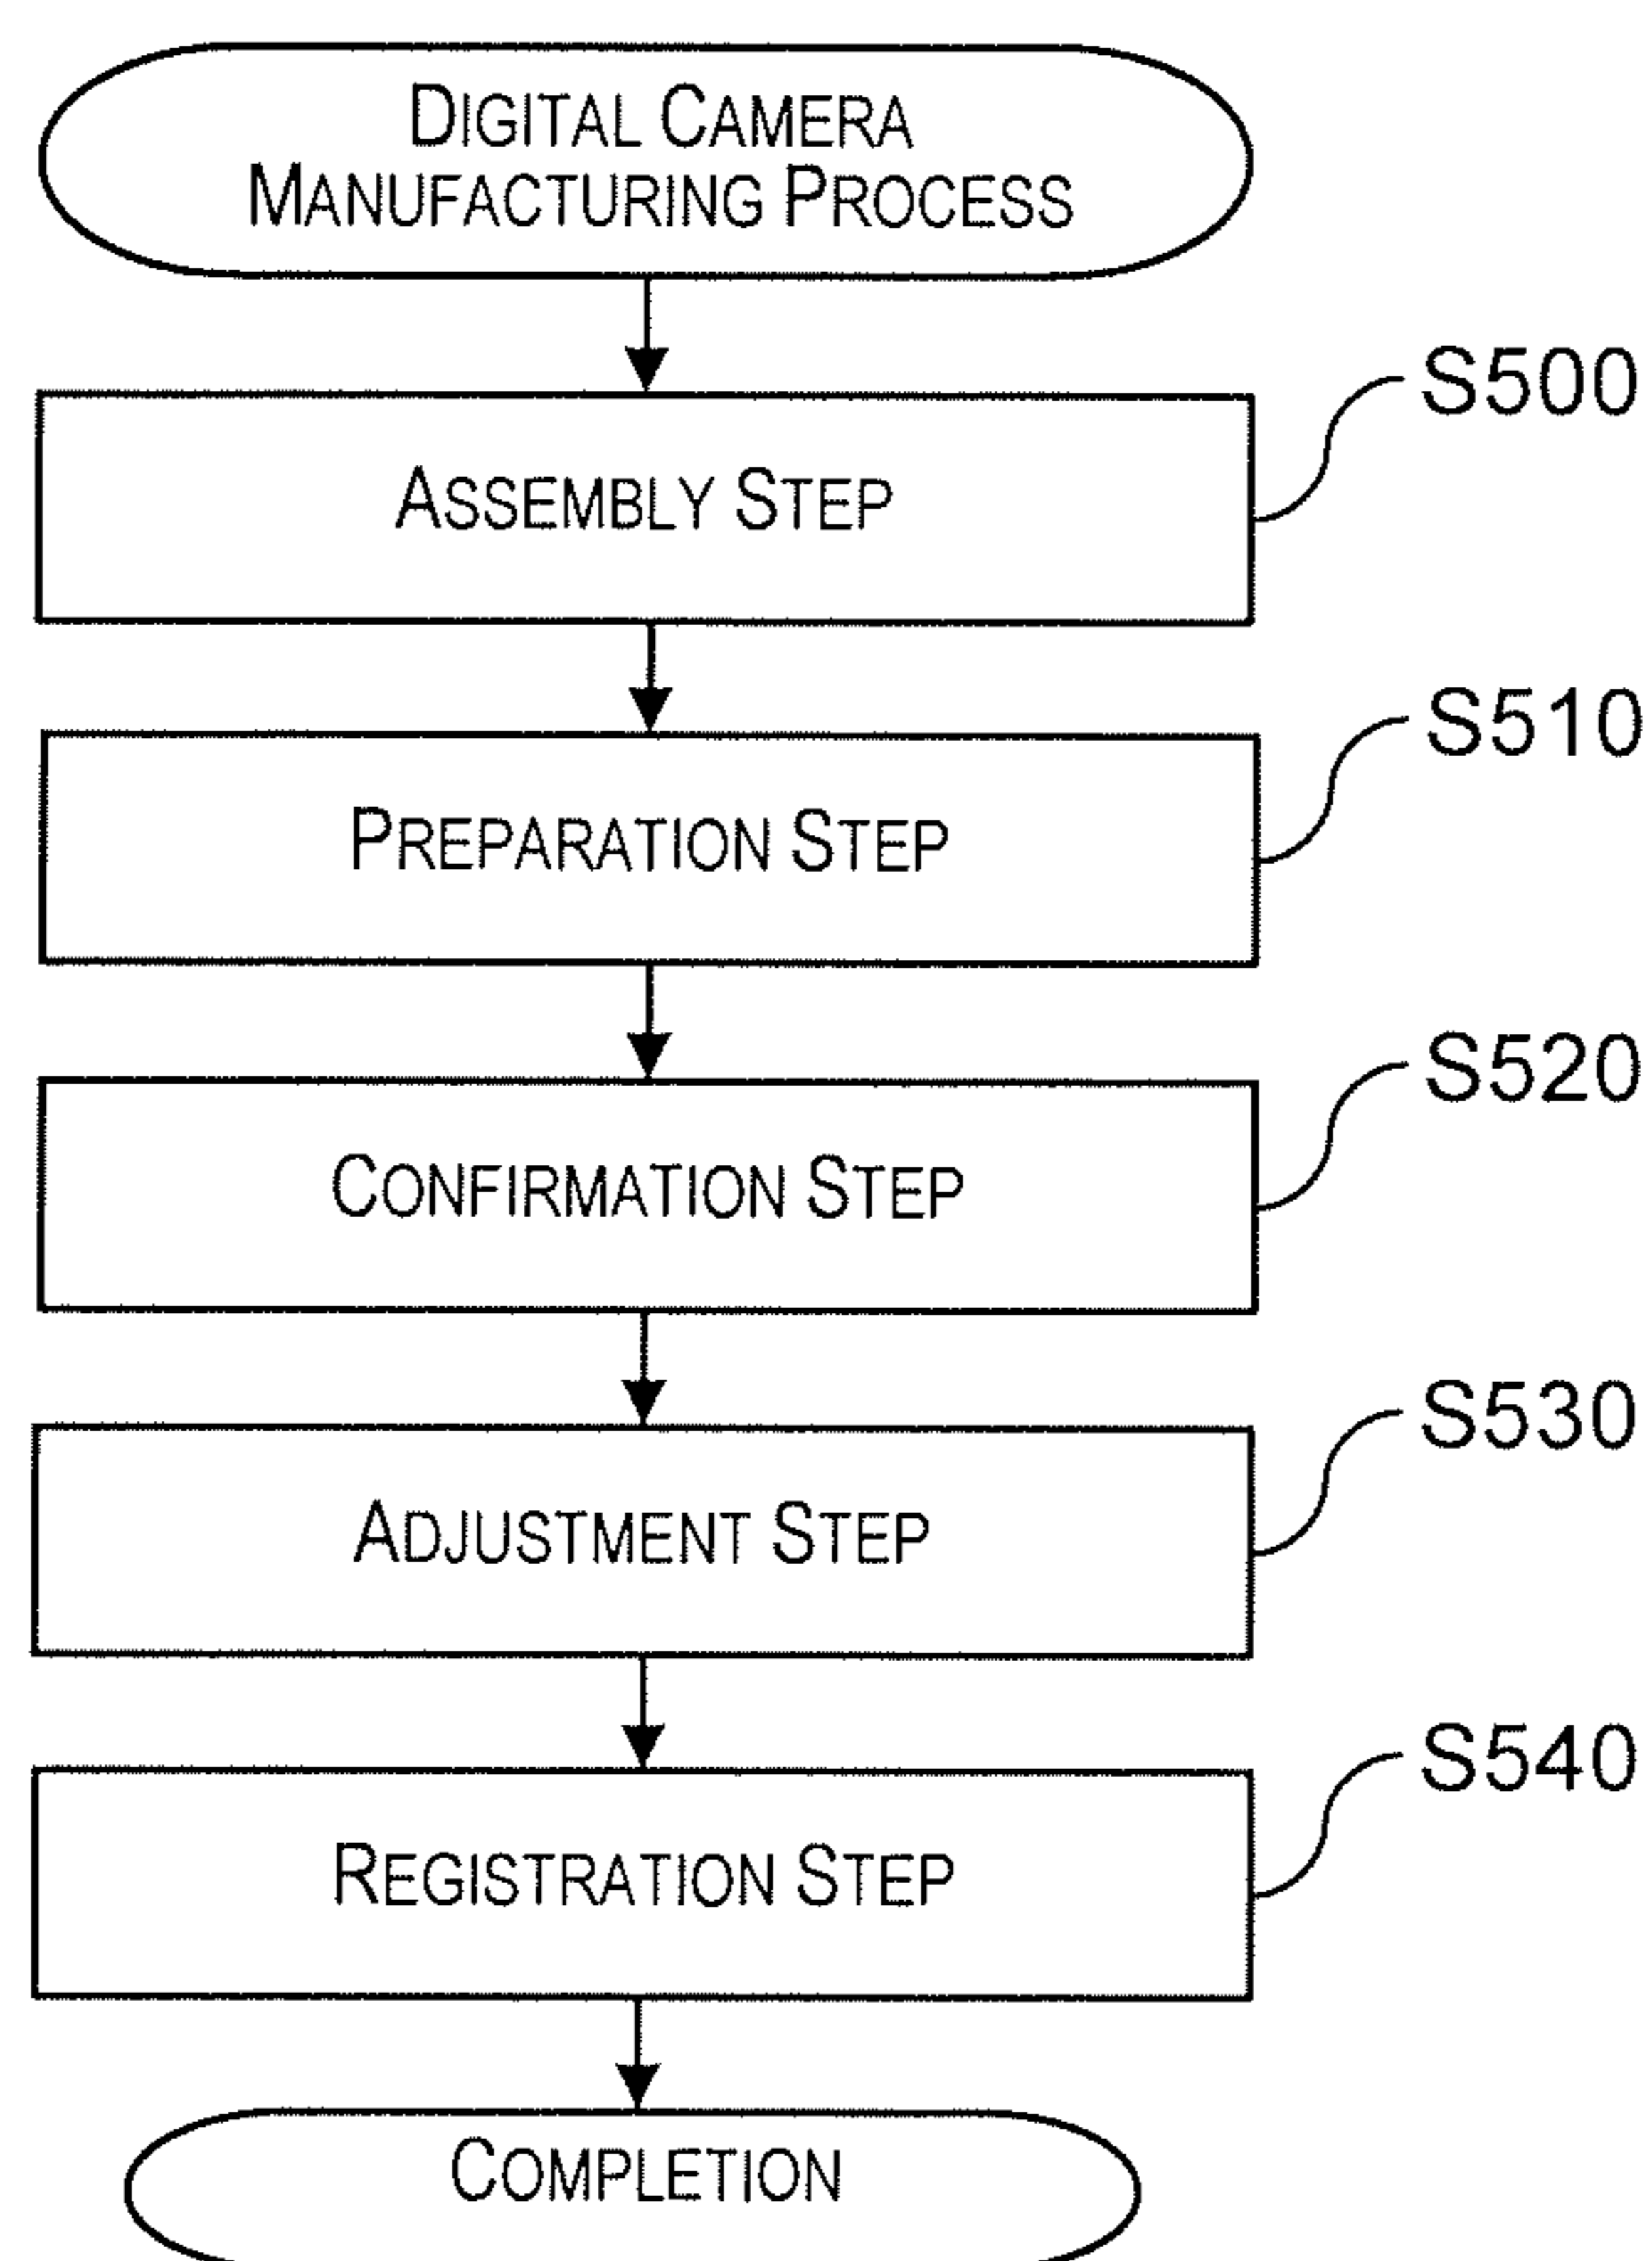 DIGITAL CAMERA
MANUFACTURING PROCESS
S500
ASSEMBLY STEP
S510
PREPARATION STEP
S520
CONFIRMATION STEP
S530
ADJUSTMENT STEP
S540
REGISTRATION STEP
COMPLETION